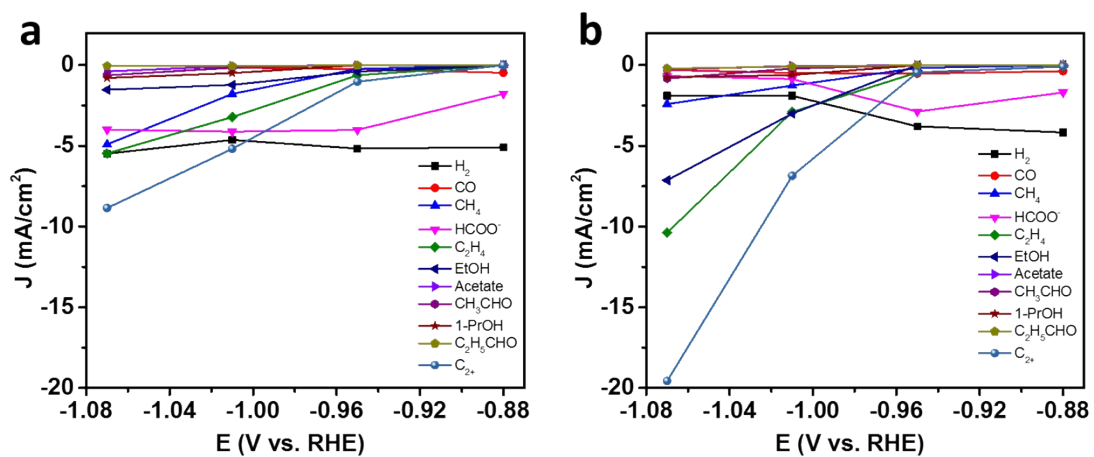 a
0
-5
-10
-15
-20
J (mA/cm²)
H₂
CO
CH₄
HCOO⁻
C₂H₄
EtOH
Acetate
CH₃CHO
1-PrOH
C₂H₅CHO
C₂₊
-1.08 -1.04 -1.00 -0.96 -0.92 -0.88
E (V vs. RHE)
b
0
-5
-10
-15
-20
J (mA/cm²)
H₂
CO
CH₄
HCOO⁻
C₂H₄
EtOH
Acetate
CH₃CHO
1-PrOH
C₂H₅CHO
C₂₊
-1.08 -1.04 -1.00 -0.96 -0.92 -0.88
E (V vs. RHE)